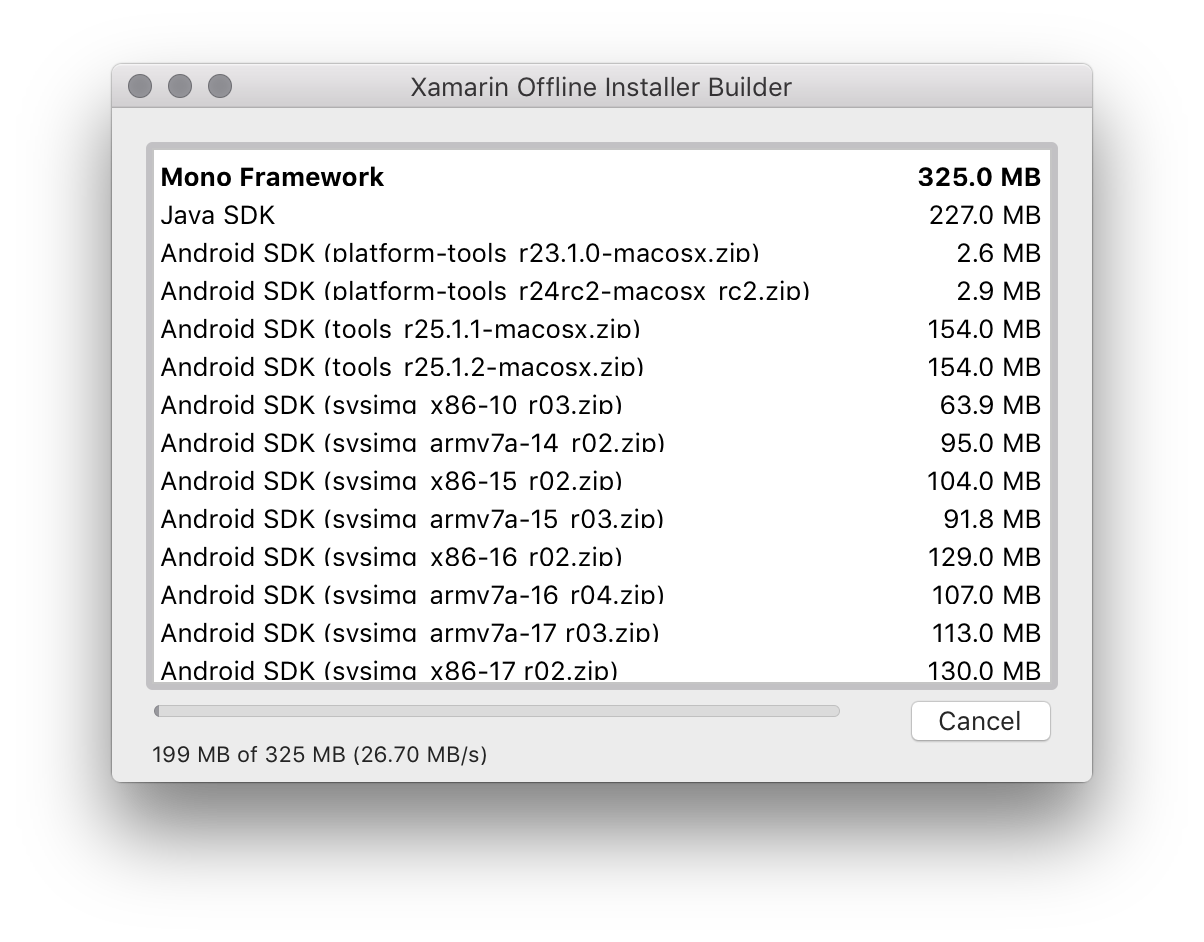 Xamarin Offline Installer Builder
Mono Framework 325.0 MB
Java SDK 227.0 MB
Android SDK (platform-tools_r23.1.0-macosx.zip) 2.6 MB
Android SDK (platform-tools_r24rc2-macosx_rc2.zip) 2.9 MB
Android SDK (tools_r25.1.1-macosx.zip) 154.0 MB
Android SDK (tools_r25.1.2-macosx.zip) 154.0 MB
Android SDK (sysimg_x86-10_r03.zip) 63.9 MB
Android SDK (sysimg_armv7a-14_r02.zip) 95.0 MB
Android SDK (sysimg_x86-15_r02.zip) 104.0 MB
Android SDK (sysimg_armv7a-15_r03.zip) 91.8 MB
Android SDK (sysimg_x86-16_r02.zip) 129.0 MB
Android SDK (sysimg_armv7a-16_r04.zip) 107.0 MB
Android SDK (sysimg_armv7a-17_r03.zip) 113.0 MB
Android SDK (sysimg_x86-17_r02.zip) 130.0 MB
Cancel
199 MB of 325 MB (26.70 MB/s)